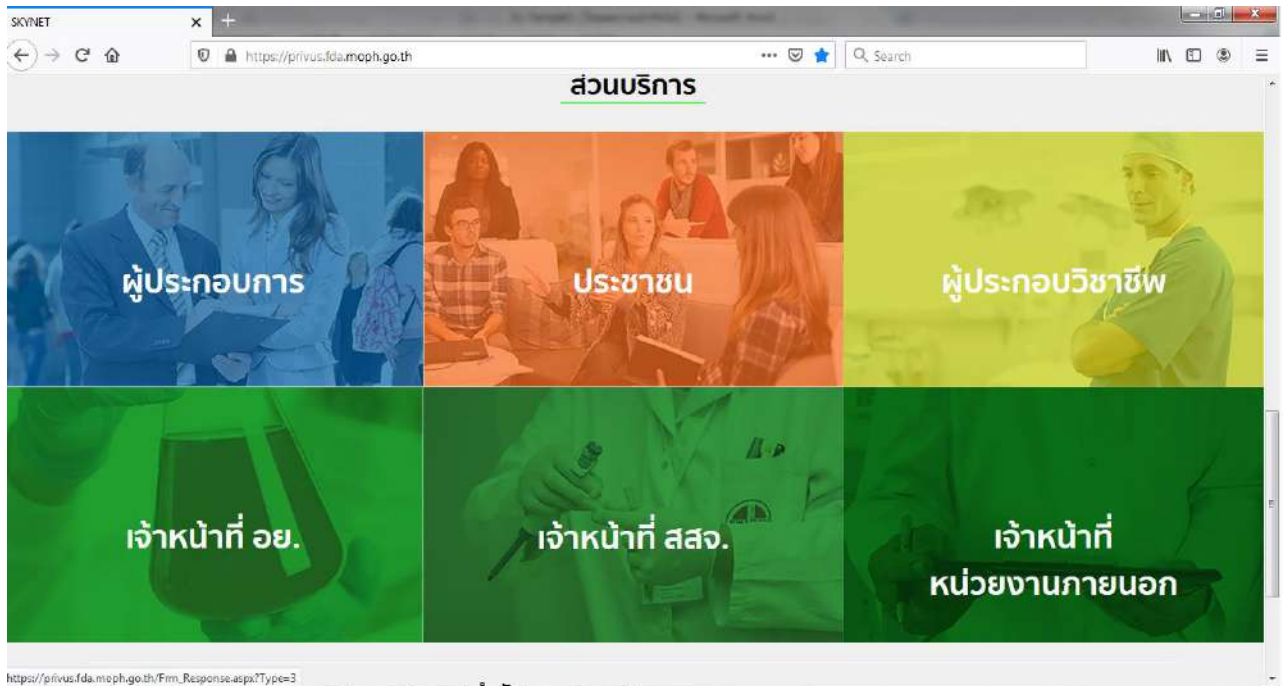 SKYNET
https://privus.fda.moph.go.th
Search
ส่วนบริการ
ผู้ประกอบการ
ประชาชน
ผู้ประกอบวิชาชีพ
เจ้าหน้าที่ อย.
เจ้าหน้าที่ สสจ.
เจ้าหน้าที่
หน่วยงานภายนอก
https://privus.fda.moph.go.th/Frm_Response.aspx?Type=3